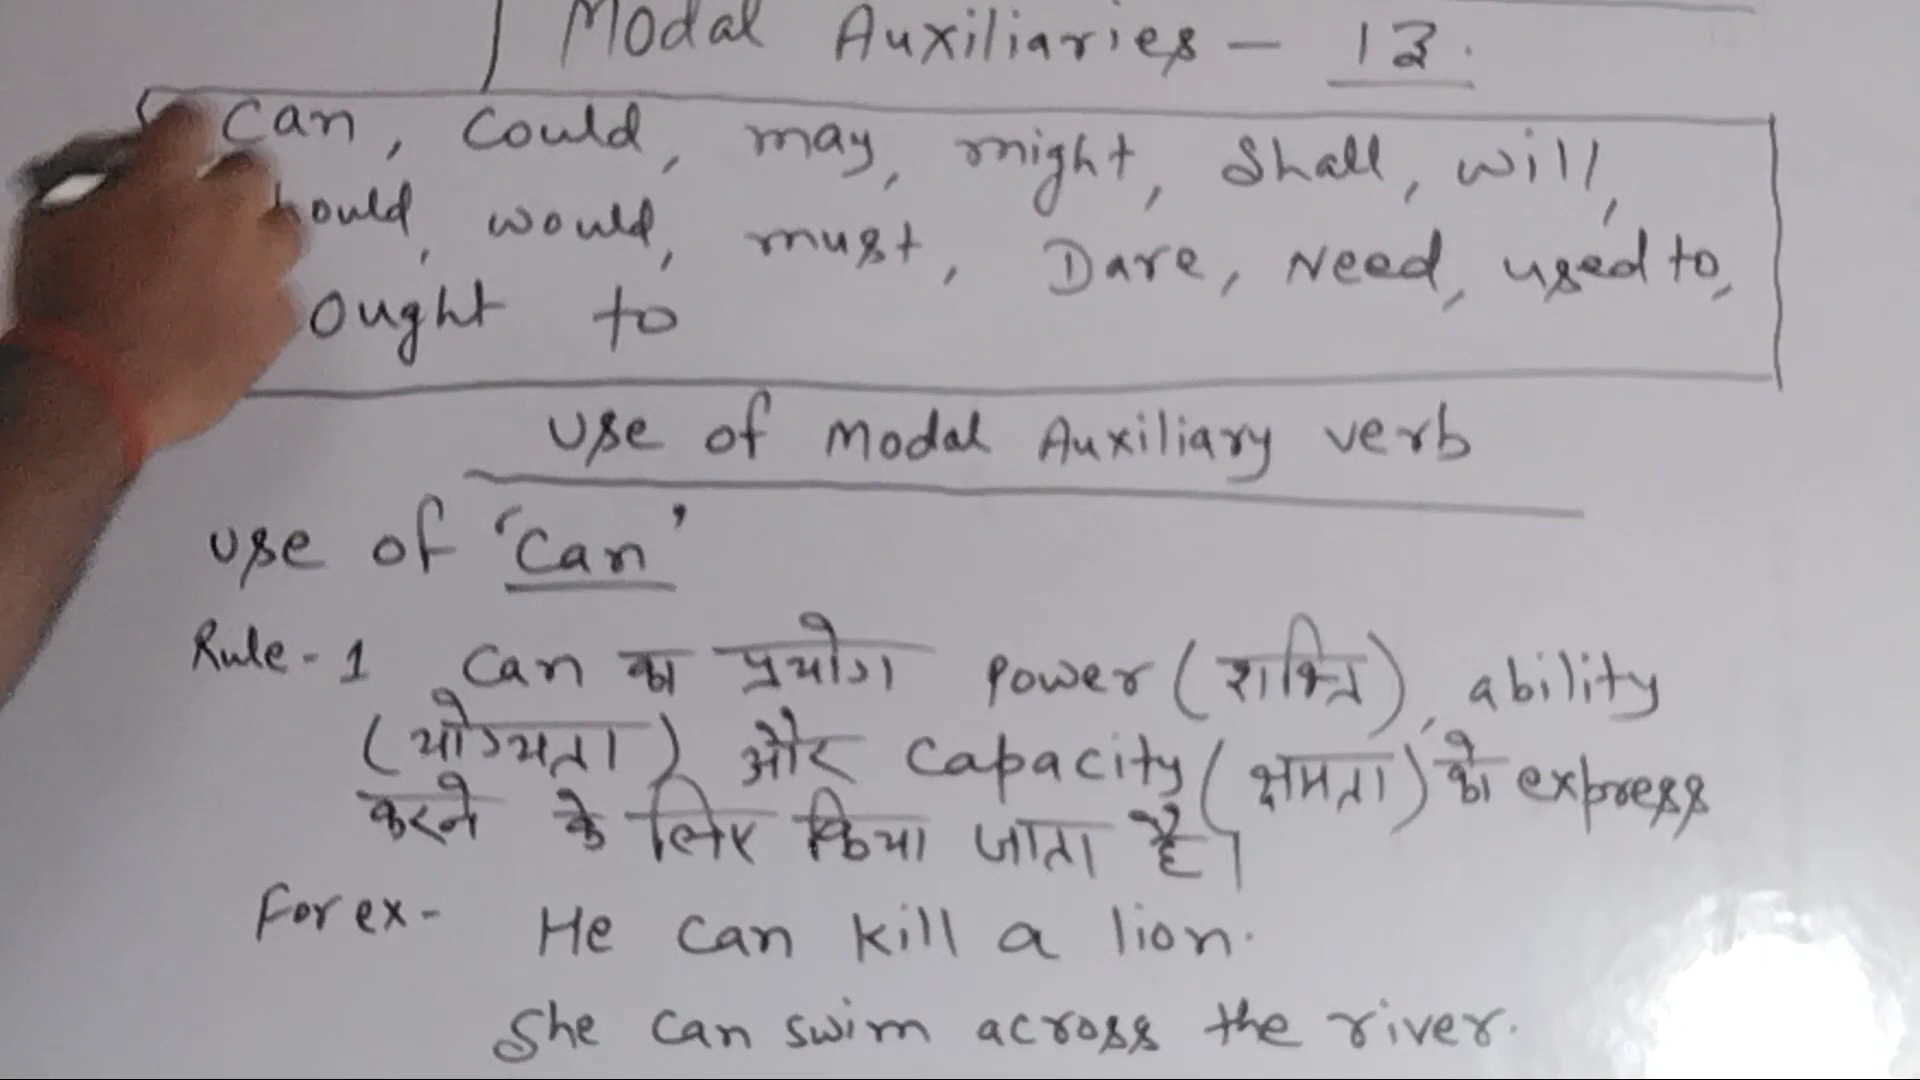 Modal Auxiliaries - 13.
Can, Could, may, might, Shall, will,
would, must, Dare, Need, used to,
ought to
Use of Modal Auxiliary verb
Use of 'Can'
Rule-1 Can का प्रयोग Power (शक्ति), ability
(योग्यता) और Capacity (क्षमता) को express
करने के लिए किया जाता है।
For ex- He can kill a lion.
She can swim across the river.